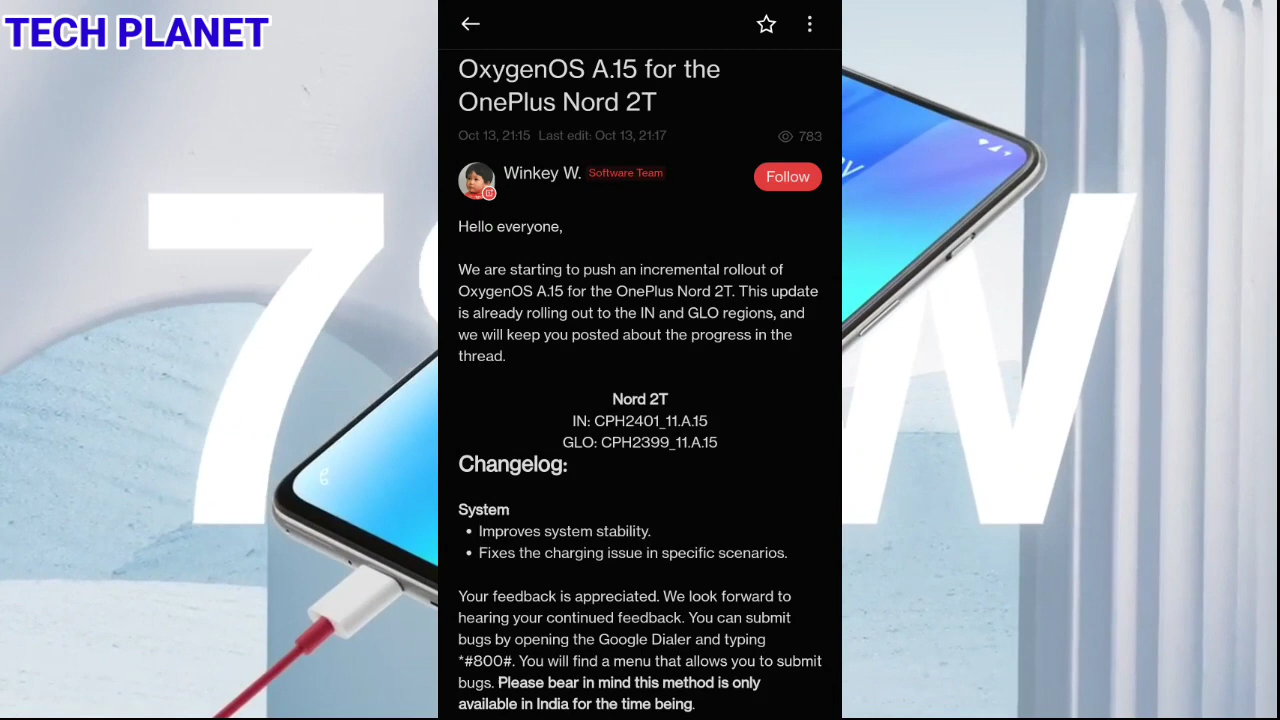 TECH PLANET
OxygenOS A.15 for the
OnePlus Nord 2T
Oct 13, 21:15 Last edit: Oct 13, 21:17 783
Winkey W. Software Team
Follow
Hello everyone,
We are starting to push an incremental rollout of
OxygenOS A.15 for the OnePlus Nord 2T. This update
is already rolling out to the IN and GLO regions, and
we will keep you posted about the progress in the
thread.
Nord 2T
IN: CPH2401_11.A.15
GLO: CPH2399_11.A.15
Changelog:
System
• Improves system stability.
• Fixes the charging issue in specific scenarios.
Your feedback is appreciated. We look forward to
hearing your continued feedback. You can submit
bugs by opening the Google Dialer and typing
*#800#. You will find a menu that allows you to submit
bugs. Please bear in mind this method is only
available in India for the time being.